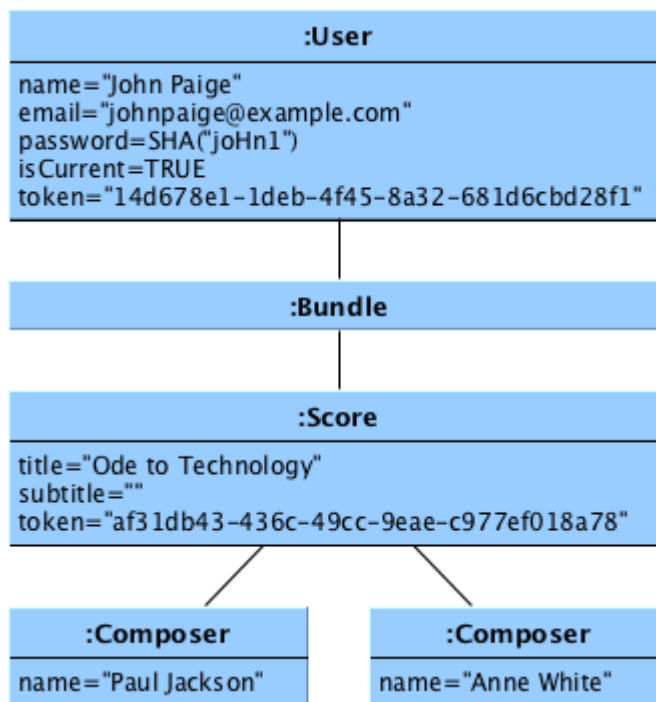 :User
name="John Paige"
email="johnpaige@example.com"
password=SHA("joHn1")
isCurrent=TRUE
token="14d678e1-1deb-4f45-8a32-681d6cbd28f1"
:Bundle
:Score
title="Ode to Technology"
subtitle=""
token="af31db43-436c-49cc-9eae-c977ef018a78"
:Composer
name="Paul Jackson"
:Composer
name="Anne White"